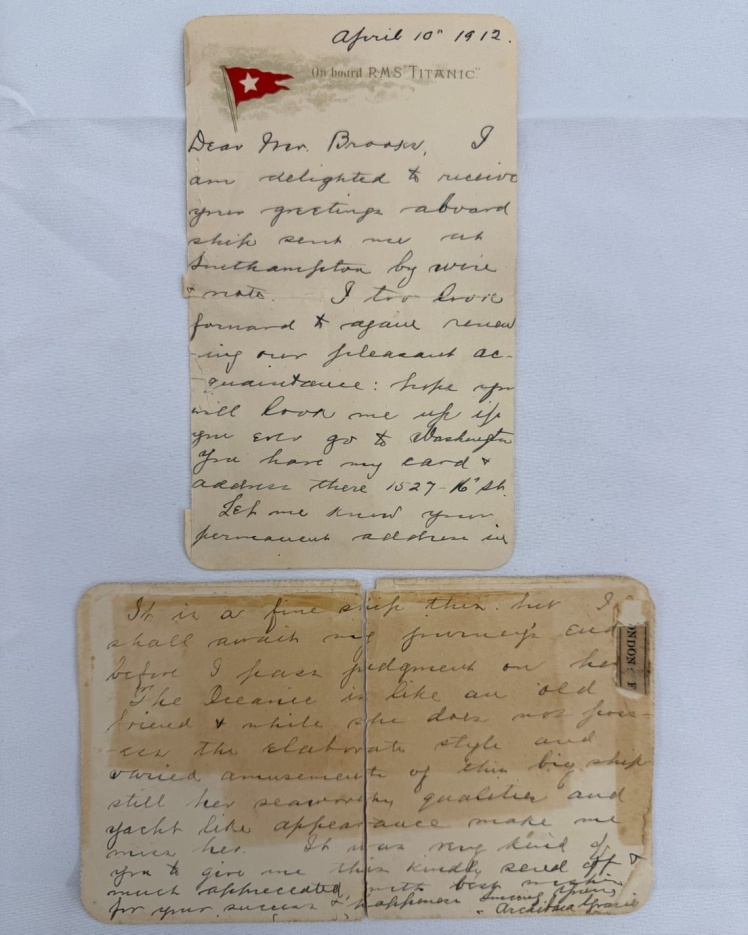 April 10" 1912.
On board RMS "TITANIC"
Dear Mr. Brooks, I
am delighted to receive
your greetings aboard
ship sent me at
Southampton by wire
& note. I too look
forward to again renew
-ing our pleasant ac-
-quaintance: hope you
will look me up if
you ever go to Washington
You have my card &
address there 1527-16" St.
Let me know your
permanent address in
It is a fine ship this. but I
shall await my journey's end
before I pass judgment on her
The Oceanic is like an old
friend & while she does not poss-
-ess the elaborate style and
varied amusements of this big ship
still her seaworthy qualities and
yacht like appearance make me
miss her. It was very kind of
you to give me this kindly send off &
much appreciated, with best wishes
for your success & happiness Sincerely yours
Archibald Gracie
ONDON. F